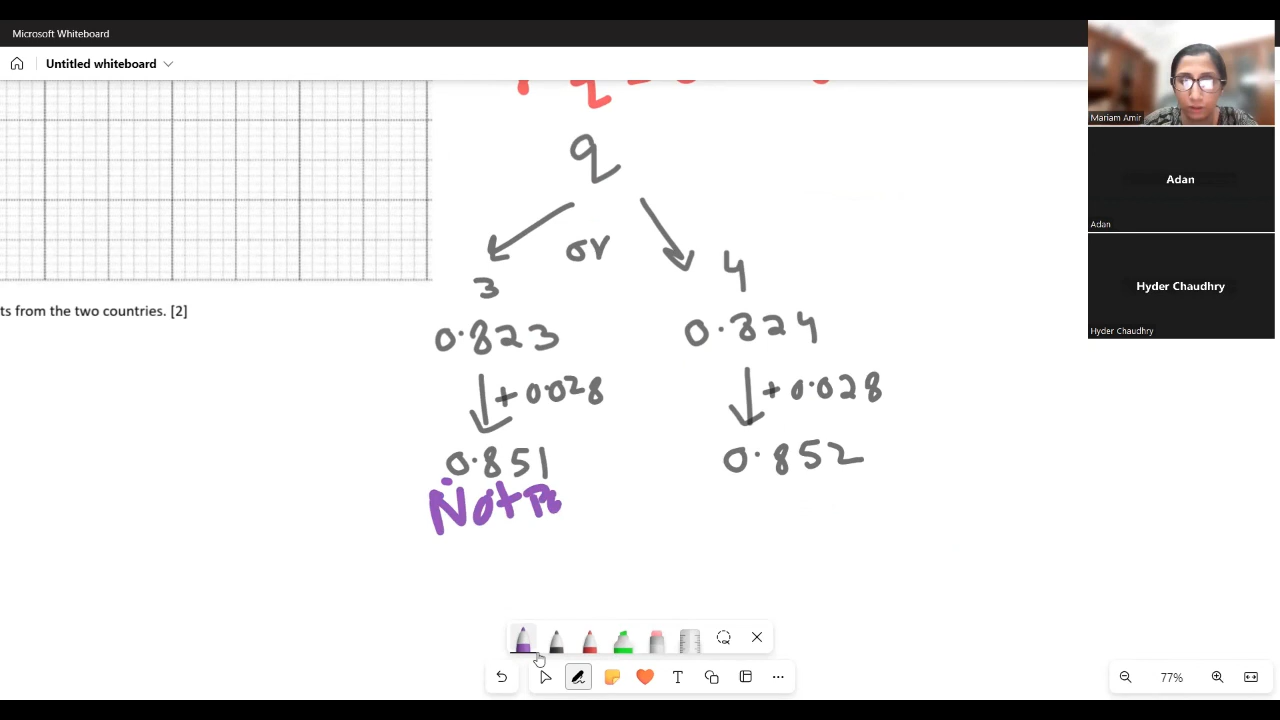 Microsoft Whiteboard
Untitled whiteboard
q
or
3
4
0.823
0.824
+0.028
+0.028
0.851
0.852
Not Po
ts from the two countries. [2]
Mariam Amir
Adan
Adan
Hyder Chaudhry
Hyder Chaudhry
T
77%